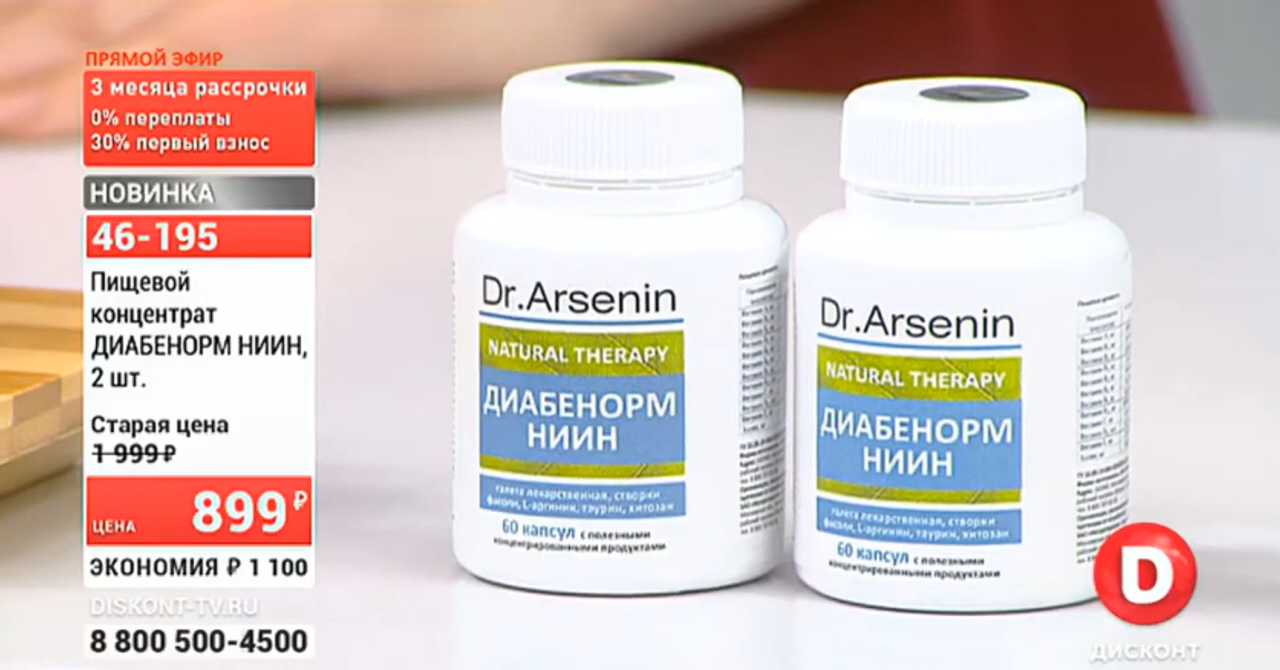 ПРЯМОЙ ЭФИР
3 месяца рассрочки
0% переплаты
30% первый взнос
НОВИНКА
46-195
Пищевой
концентрат
ДИАБЕНОРМ НИИН,
2 шт.
Старая цена
1 999 ₽
ЦЕНА 899 ₽
ЭКОНОМИЯ ₽ 1 100
DISKONT-TV.RU
8 800 500-4500
Dr.Arsenin
NATURAL THERAPY
ДИАБЕНОРМ
НИИН
галега лекарственная, створки
фасоли, L-аргинин, таурин, хитозан
60 капсул с полезными
концентрированными продуктами
Dr.Arsenin
NATURAL THERAPY
ДИАБЕНОРМ
НИИН
галега лекарственная, створки
фасоли, L-аргинин, таурин, хитозан
60 капсул с полезными
концентрированными продуктами
D
ДИСКОНТ